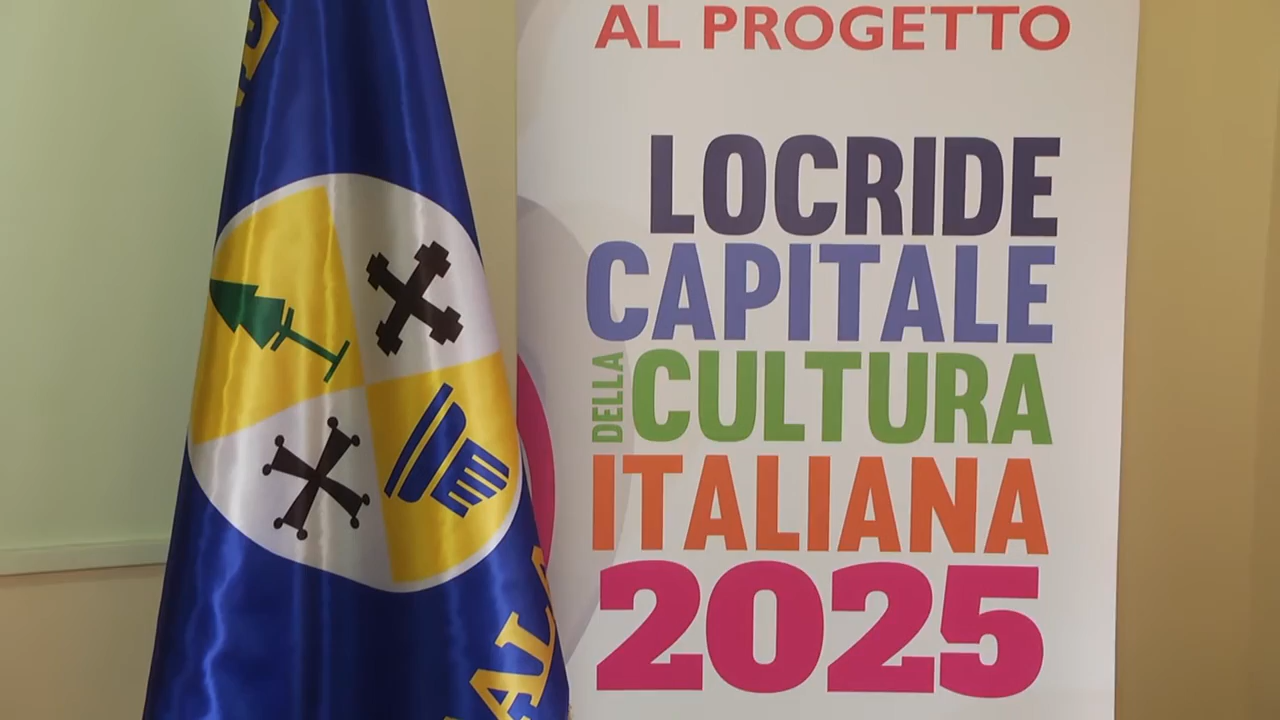 AL PROGETTO
LOCRIDE
CAPITALE
DELLA CULTURA
ITALIANA
2025